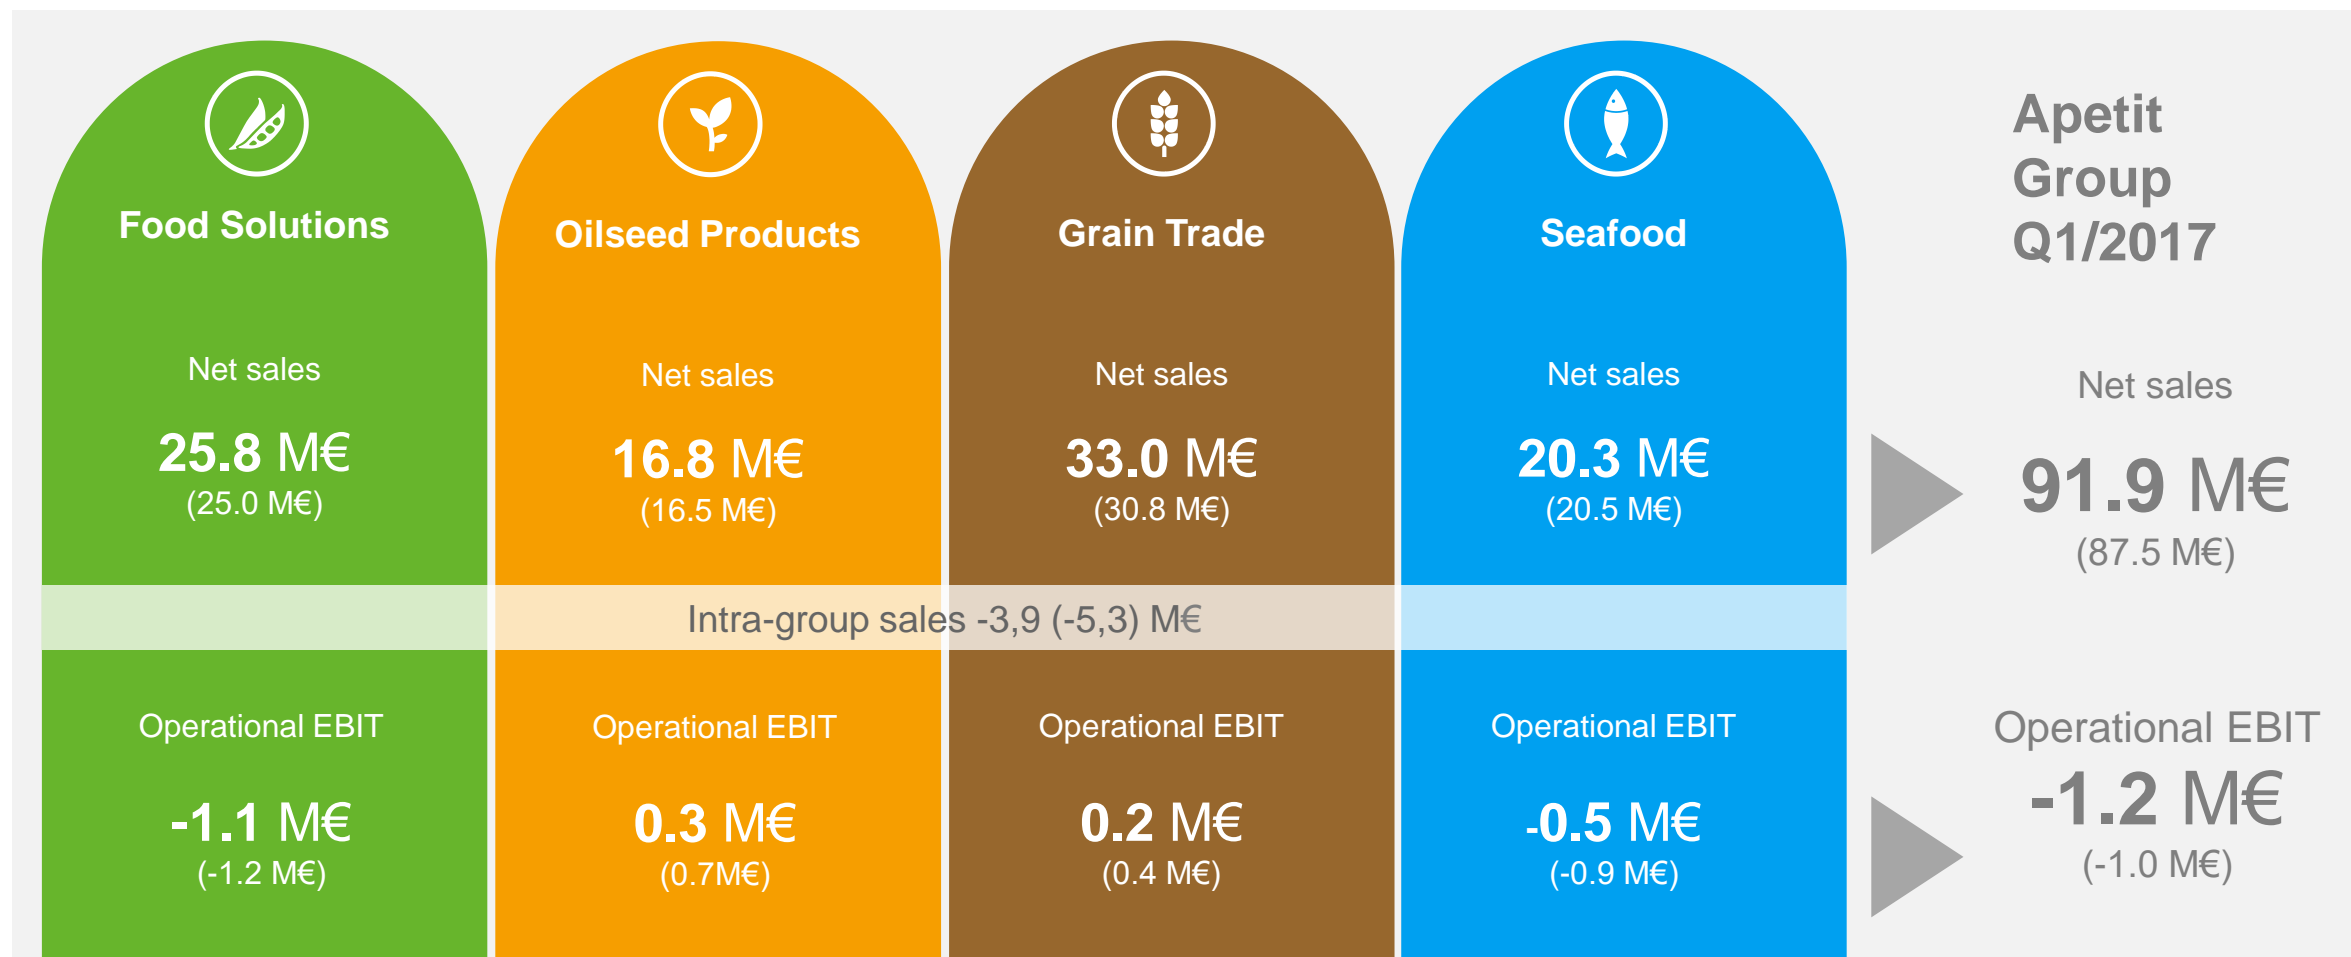 Food Solutions
Net sales
25.8 M€
(25.0 M€)
Oilseed Products
Net sales
16.8 M€
(16.5 M€)
Grain Trade
Net sales
33.0 M€
(30.8 M€)
Seafood
Net sales
20.3 M€
(20.5 M€)
Apetit
Group
Q1/2017
Net sales
91.9 M€
(87.5 M€)
Intra-group sales -3,9 (-5,3) M€
Operational EBIT
-1.1 M€
(-1.2 M€)
Operational EBIT
0.3 M€
(0.7M€)
Operational EBIT
0.2 M€
(0.4 M€)
Operational EBIT
-0.5 M€
(-0.9 M€)
Operational EBIT
-1.2 M€
(-1.0 M€)